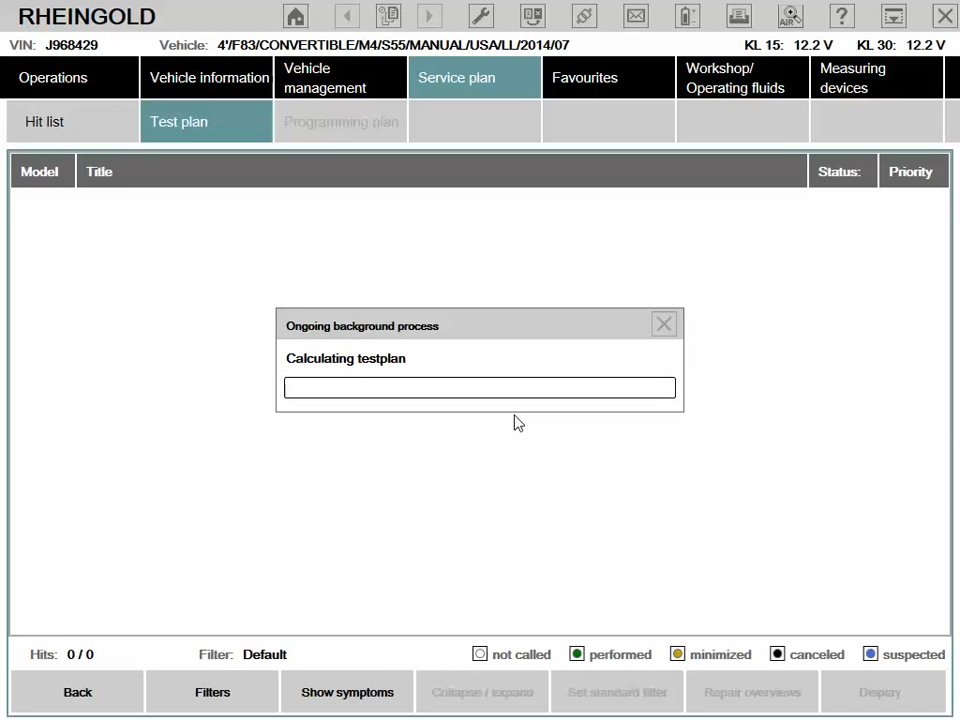 RHEINGOLD
VIN: J968429 Vehicle: 4'/F83/CONVERTIBLE/M4/S55/MANUAL/USA/LL/2014/07 KL 15: 12.2 V KL 30: 12.2 V
Operations Vehicle information Vehicle management Service plan Favourites Workshop/ Operating fluids Measuring devices
Hit list Test plan Programming plan
Model Title Status: Priority
Ongoing background process
Calculating testplan
Hits: 0 / 0 Filter: Default not called performed minimized canceled suspected
Back Filters Show symptoms Collapse / expand Set standard filter Repair overviews Display
AIR
?